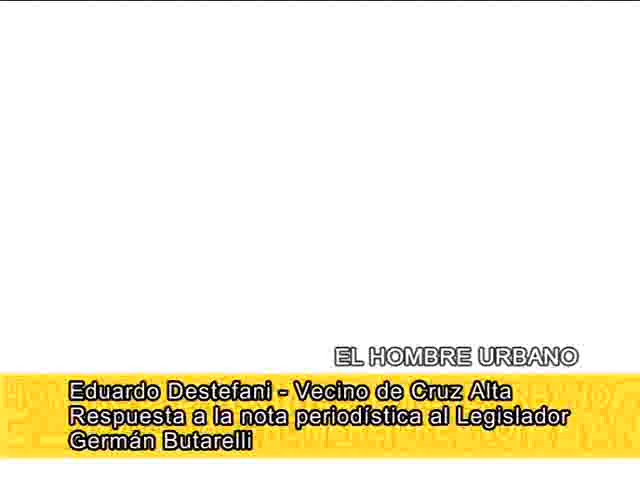 EL HOMBRE URBANO
Eduardo Destefani - Vecino de Cruz Alta
Respuesta a la nota periodística al Legislador
Germán Butarelli